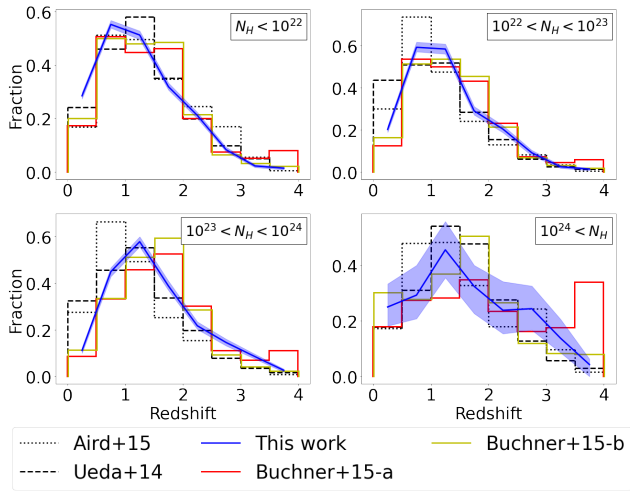 N_H < 10^22
0.6
0.4
0.2
0.0
Fraction
0 1 2 3 4
10^22 < N_H < 10^23
0.6
0.4
0.2
0.0
0 1 2 3 4
10^23 < N_H < 10^24
0.6
0.4
0.2
0.0
Fraction
0 1 2 3 4
Redshift
10^24 < N_H
0.4
0.2
0.0
0 1 2 3 4
Redshift
Aird+15
Ueda+14
This work
Buchner+15-a
Buchner+15-b